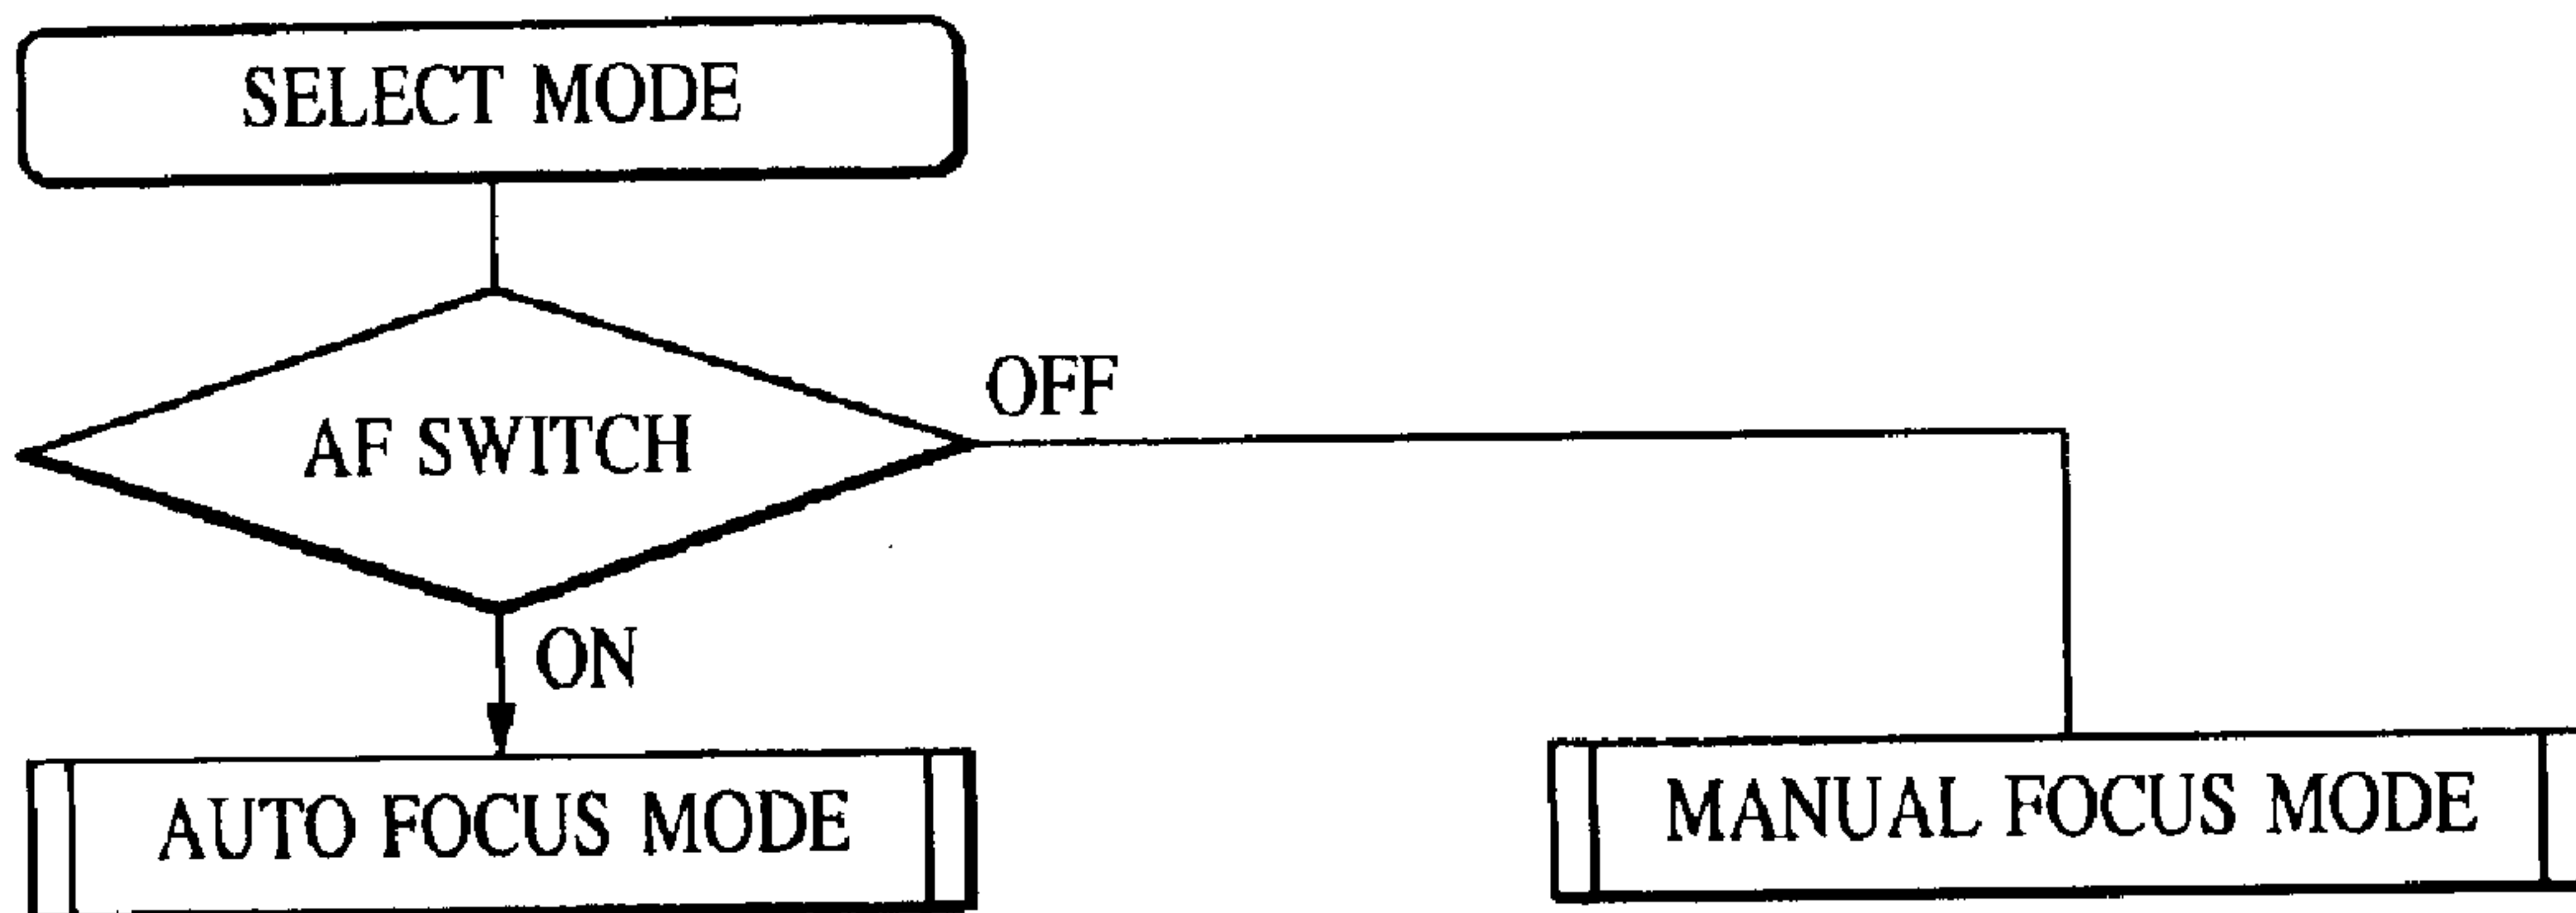 SELECT MODE
AF SWITCH
OFF
ON
AUTO FOCUS MODE
MANUAL FOCUS MODE